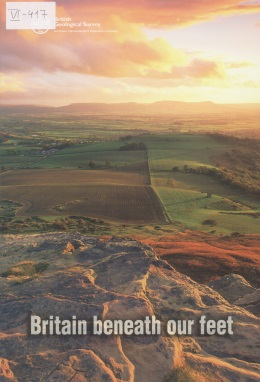 VI-417
British
Geological Survey
Britain beneath our feet